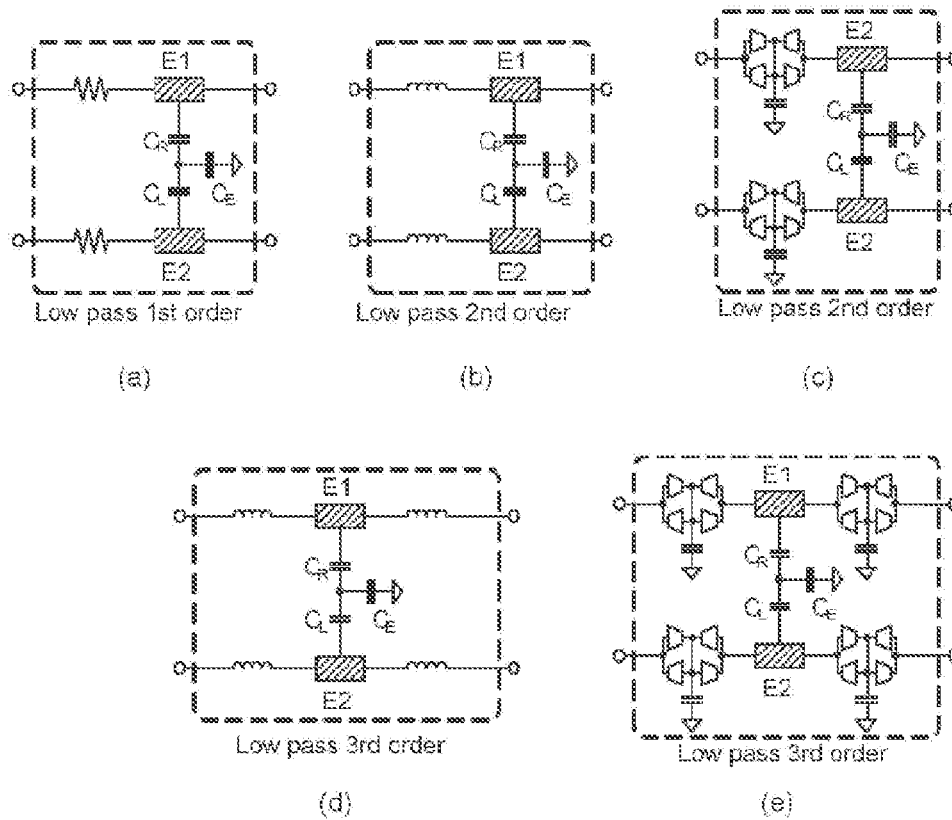 E1
C_R
C_L
C_E
E2
Low pass 1st order
(a)
E1
C_R
C_L
C_E
E2
Low pass 2nd order
(b)
E2
C_R
C_L
C_E
E2
Low pass 2nd order
(c)
E1
C_R
C_L
C_E
E2
Low pass 3rd order
(d)
E1
C_R
C_L
C_E
E2
Low pass 3rd order
(e)